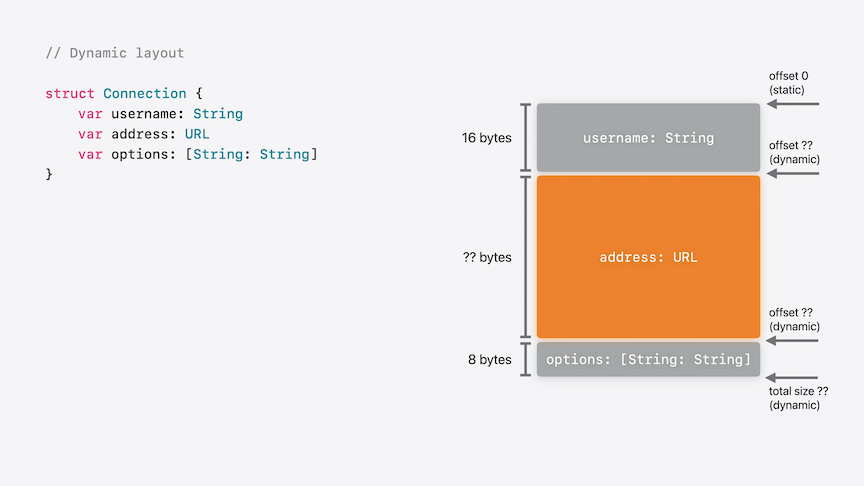 // Dynamic layout
struct Connection {
    var username: String
    var address: URL
    var options: [String: String]
}
offset 0
(static)
16 bytes
username: String
offset ??
(dynamic)
?? bytes
address: URL
offset ??
(dynamic)
8 bytes
options: [String: String]
total size ??
(dynamic)